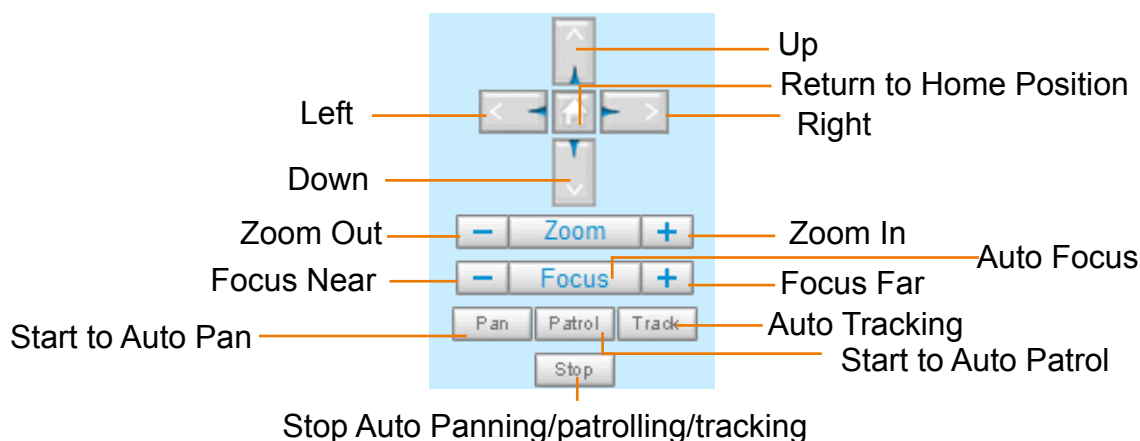 Up
Return to Home Position
Left
Right
Down
Zoom Out
− Zoom +
Zoom In
Auto Focus
Focus Near
− Focus +
Focus Far
Pan Patrol Track
Auto Tracking
Start to Auto Pan
Start to Auto Patrol
Stop
Stop Auto Panning/patrolling/tracking